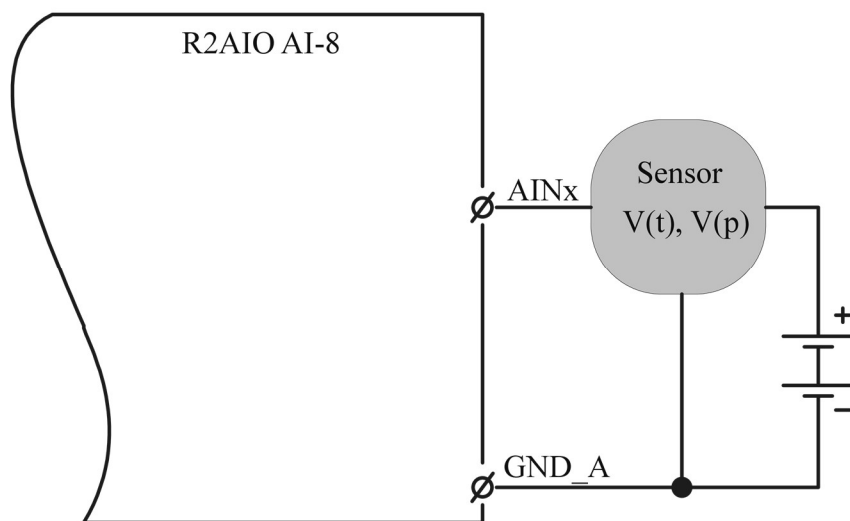 R2AIO AI-8
AINx
Sensor
V(t), V(p)
+
GND_A
−